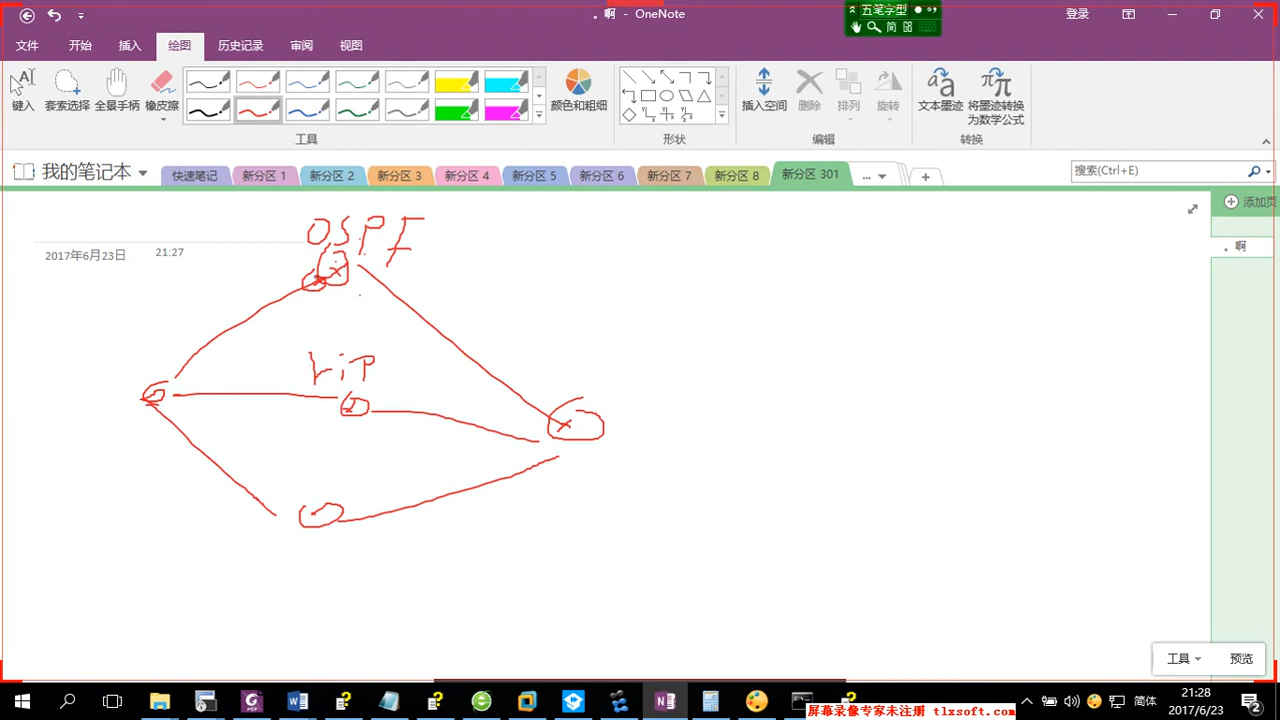 。啊 - OneNote
五笔字型
简
登录
文件 开始 插入 绘图 历史记录 审阅 视图
键入 套索选择 全景手柄 橡皮擦 颜色和粗细 插入空间 删除 排列 旋转 文本墨迹 将墨迹转换为数学公式
工具 形状 编辑 转换
我的笔记本 快速笔记 新分区 1 新分区 2 新分区 3 新分区 4 新分区 5 新分区 6 新分区 7 新分区 8 新分区 301 ... 搜索(Ctrl+E)
添加页
。啊
2017年6月23日 21:27
OSPF
rip
工具 预览
简体
21:28
2017/6/23
2
屏幕录像专家未注册 tlxsoft.com